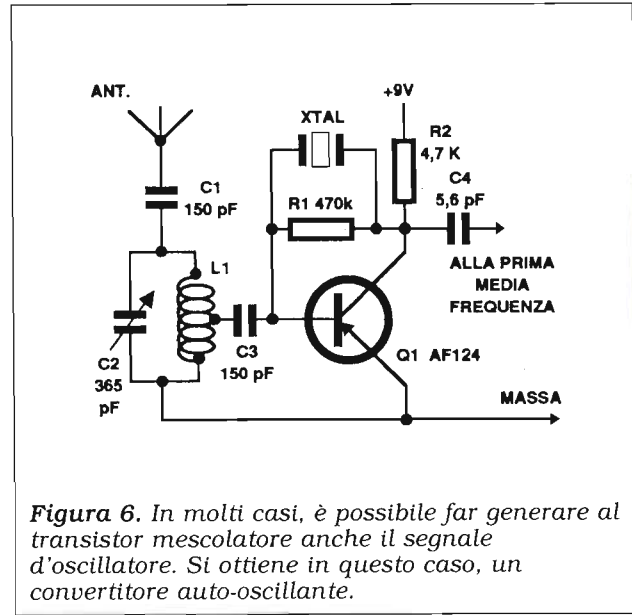 ANT.
+9V
XTAL
R2
4,7 K
C4
5,6 pF
C1
150 pF
R1 470k
L1
ALLA PRIMA
MEDIA
FREQUENZA
C3
150 pF
C2
365
pF
Q1 AF124
MASSA
Figura 6. In molti casi, è possibile far generare al
transistor mescolatore anche il segnale
d'oscillatore. Si ottiene in questo caso, un
convertitore auto-oscillante.